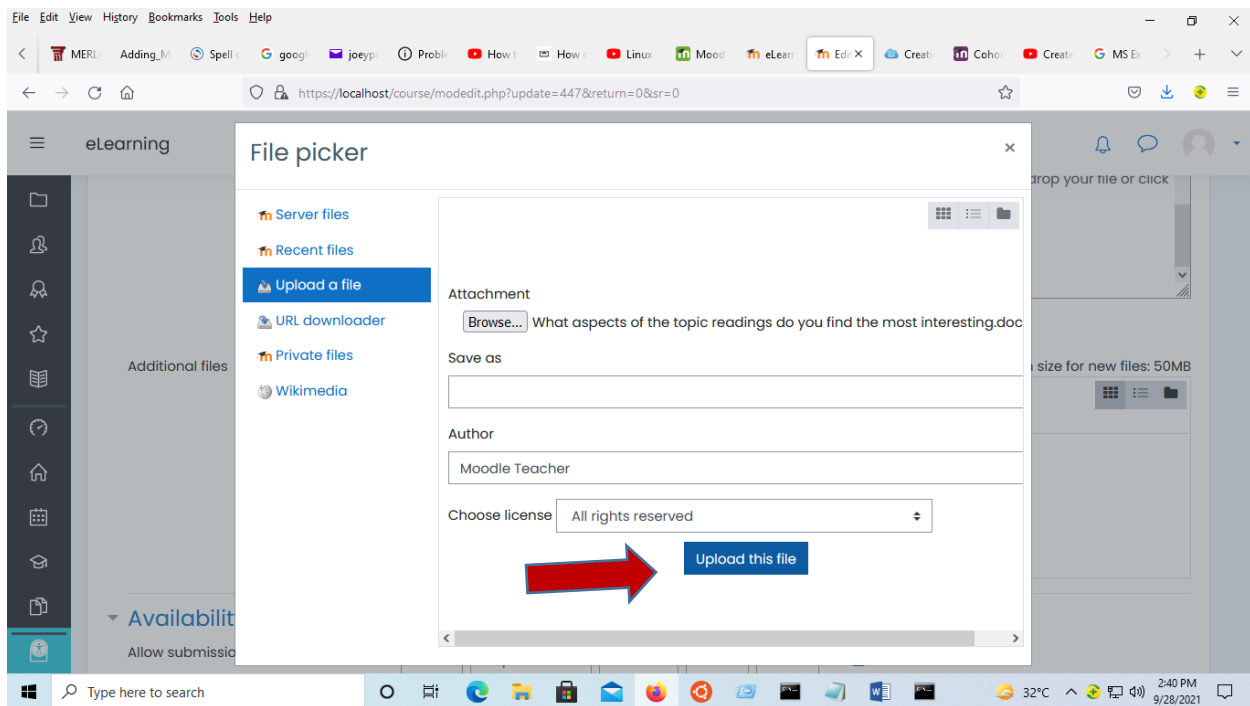 File Edit View History Bookmarks Tools Help
MERL Adding_M Spell c googl joeyp Proble How t How c Linux Mood eLearn Edit Creati Cohor Create MS Ex
https://localhost/course/modedit.php?update=447&return=0&sr=0
eLearning
File picker
drop your file or click
Server files
Recent files
Upload a file
URL downloader
Private files
Wikimedia
Attachment
Browse... What aspects of the topic readings do you find the most interesting.doc
Save as
Additional files
size for new files: 50MB
Author
Moodle Teacher
Choose license All rights reserved
Upload this file
Availabilit
Allow submissio
Type here to search
32°C
2:40 PM
9/28/2021